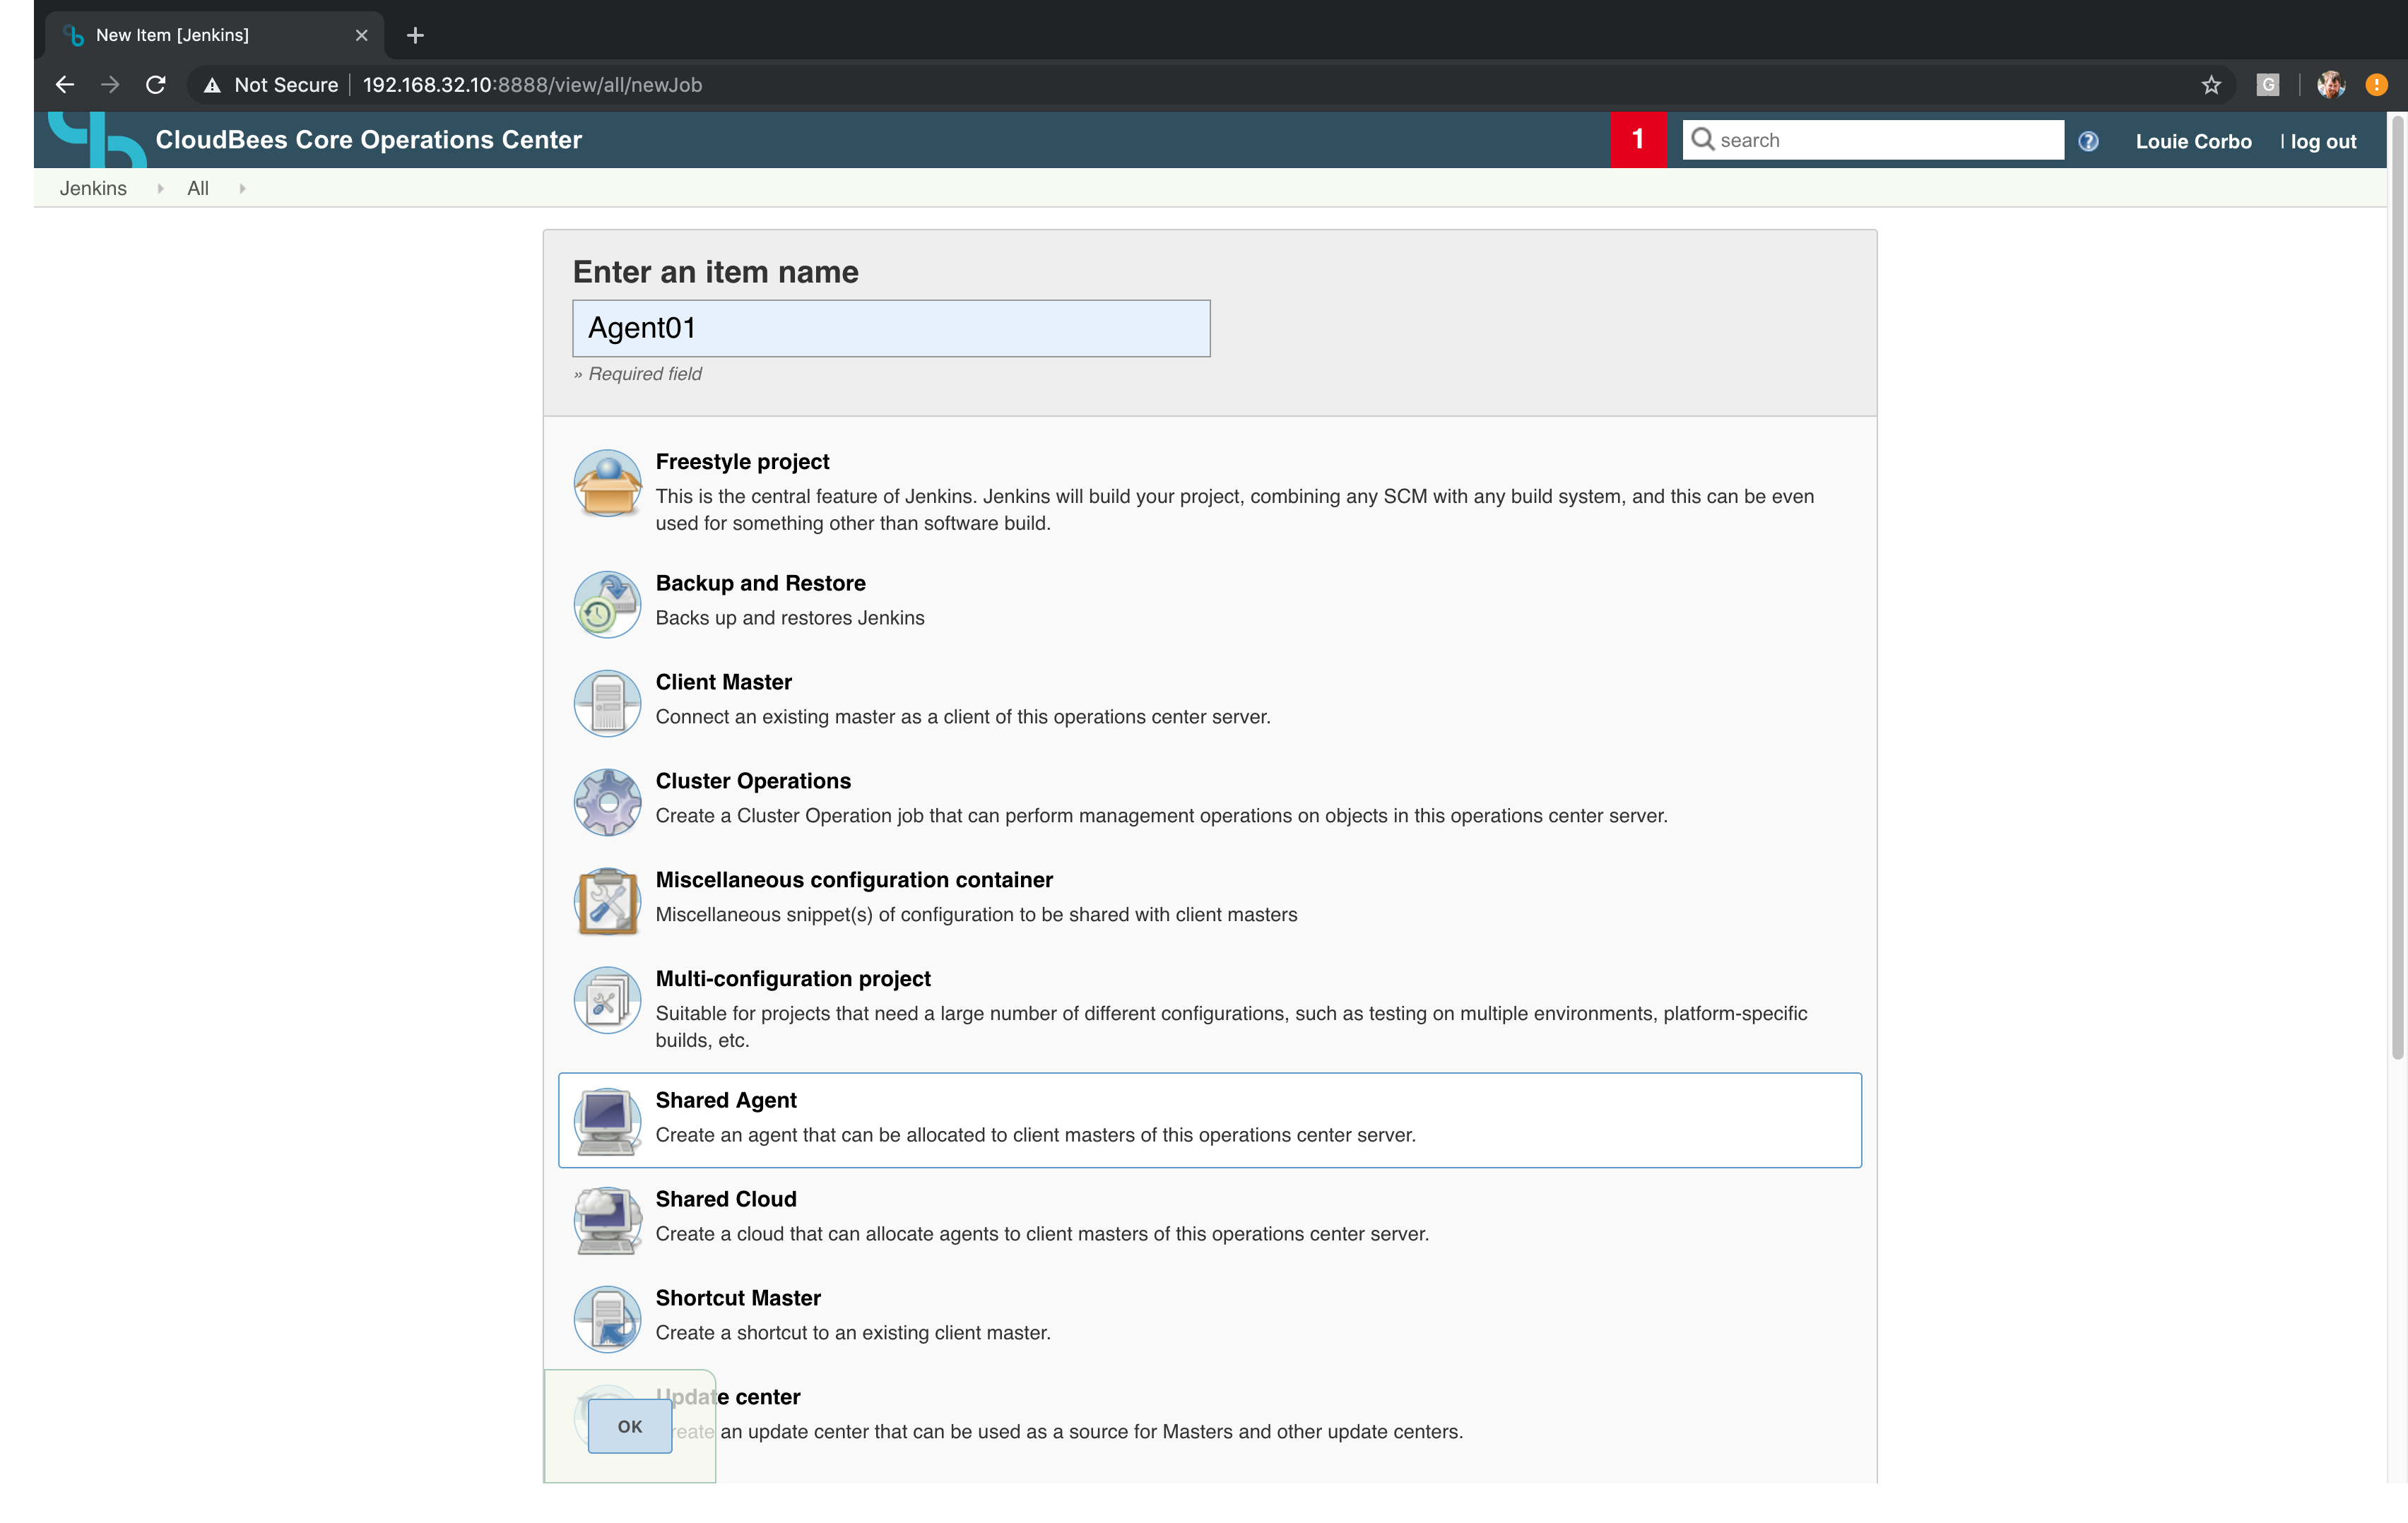 New Item [Jenkins]
Not Secure 192.168.32.10:8888/view/all/newJob
G
CloudBees Core Operations Center
1
search
Louie Corbo
| log out
Jenkins
All
Enter an item name
Agent01
» Required field
Freestyle project
This is the central feature of Jenkins. Jenkins will build your project, combining any SCM with any build system, and this can be even
used for something other than software build.
Backup and Restore
Backs up and restores Jenkins
Client Master
Connect an existing master as a client of this operations center server.
Cluster Operations
Create a Cluster Operation job that can perform management operations on objects in this operations center server.
Miscellaneous configuration container
Miscellaneous snippet(s) of configuration to be shared with client masters
Multi-configuration project
Suitable for projects that need a large number of different configurations, such as testing on multiple environments, platform-specific
builds, etc.
Shared Agent
Create an agent that can be allocated to client masters of this operations center server.
Shared Cloud
Create a cloud that can allocate agents to client masters of this operations center server.
Shortcut Master
Create a shortcut to an existing client master.
Update center
OK
reate an update center that can be used as a source for Masters and other update centers.